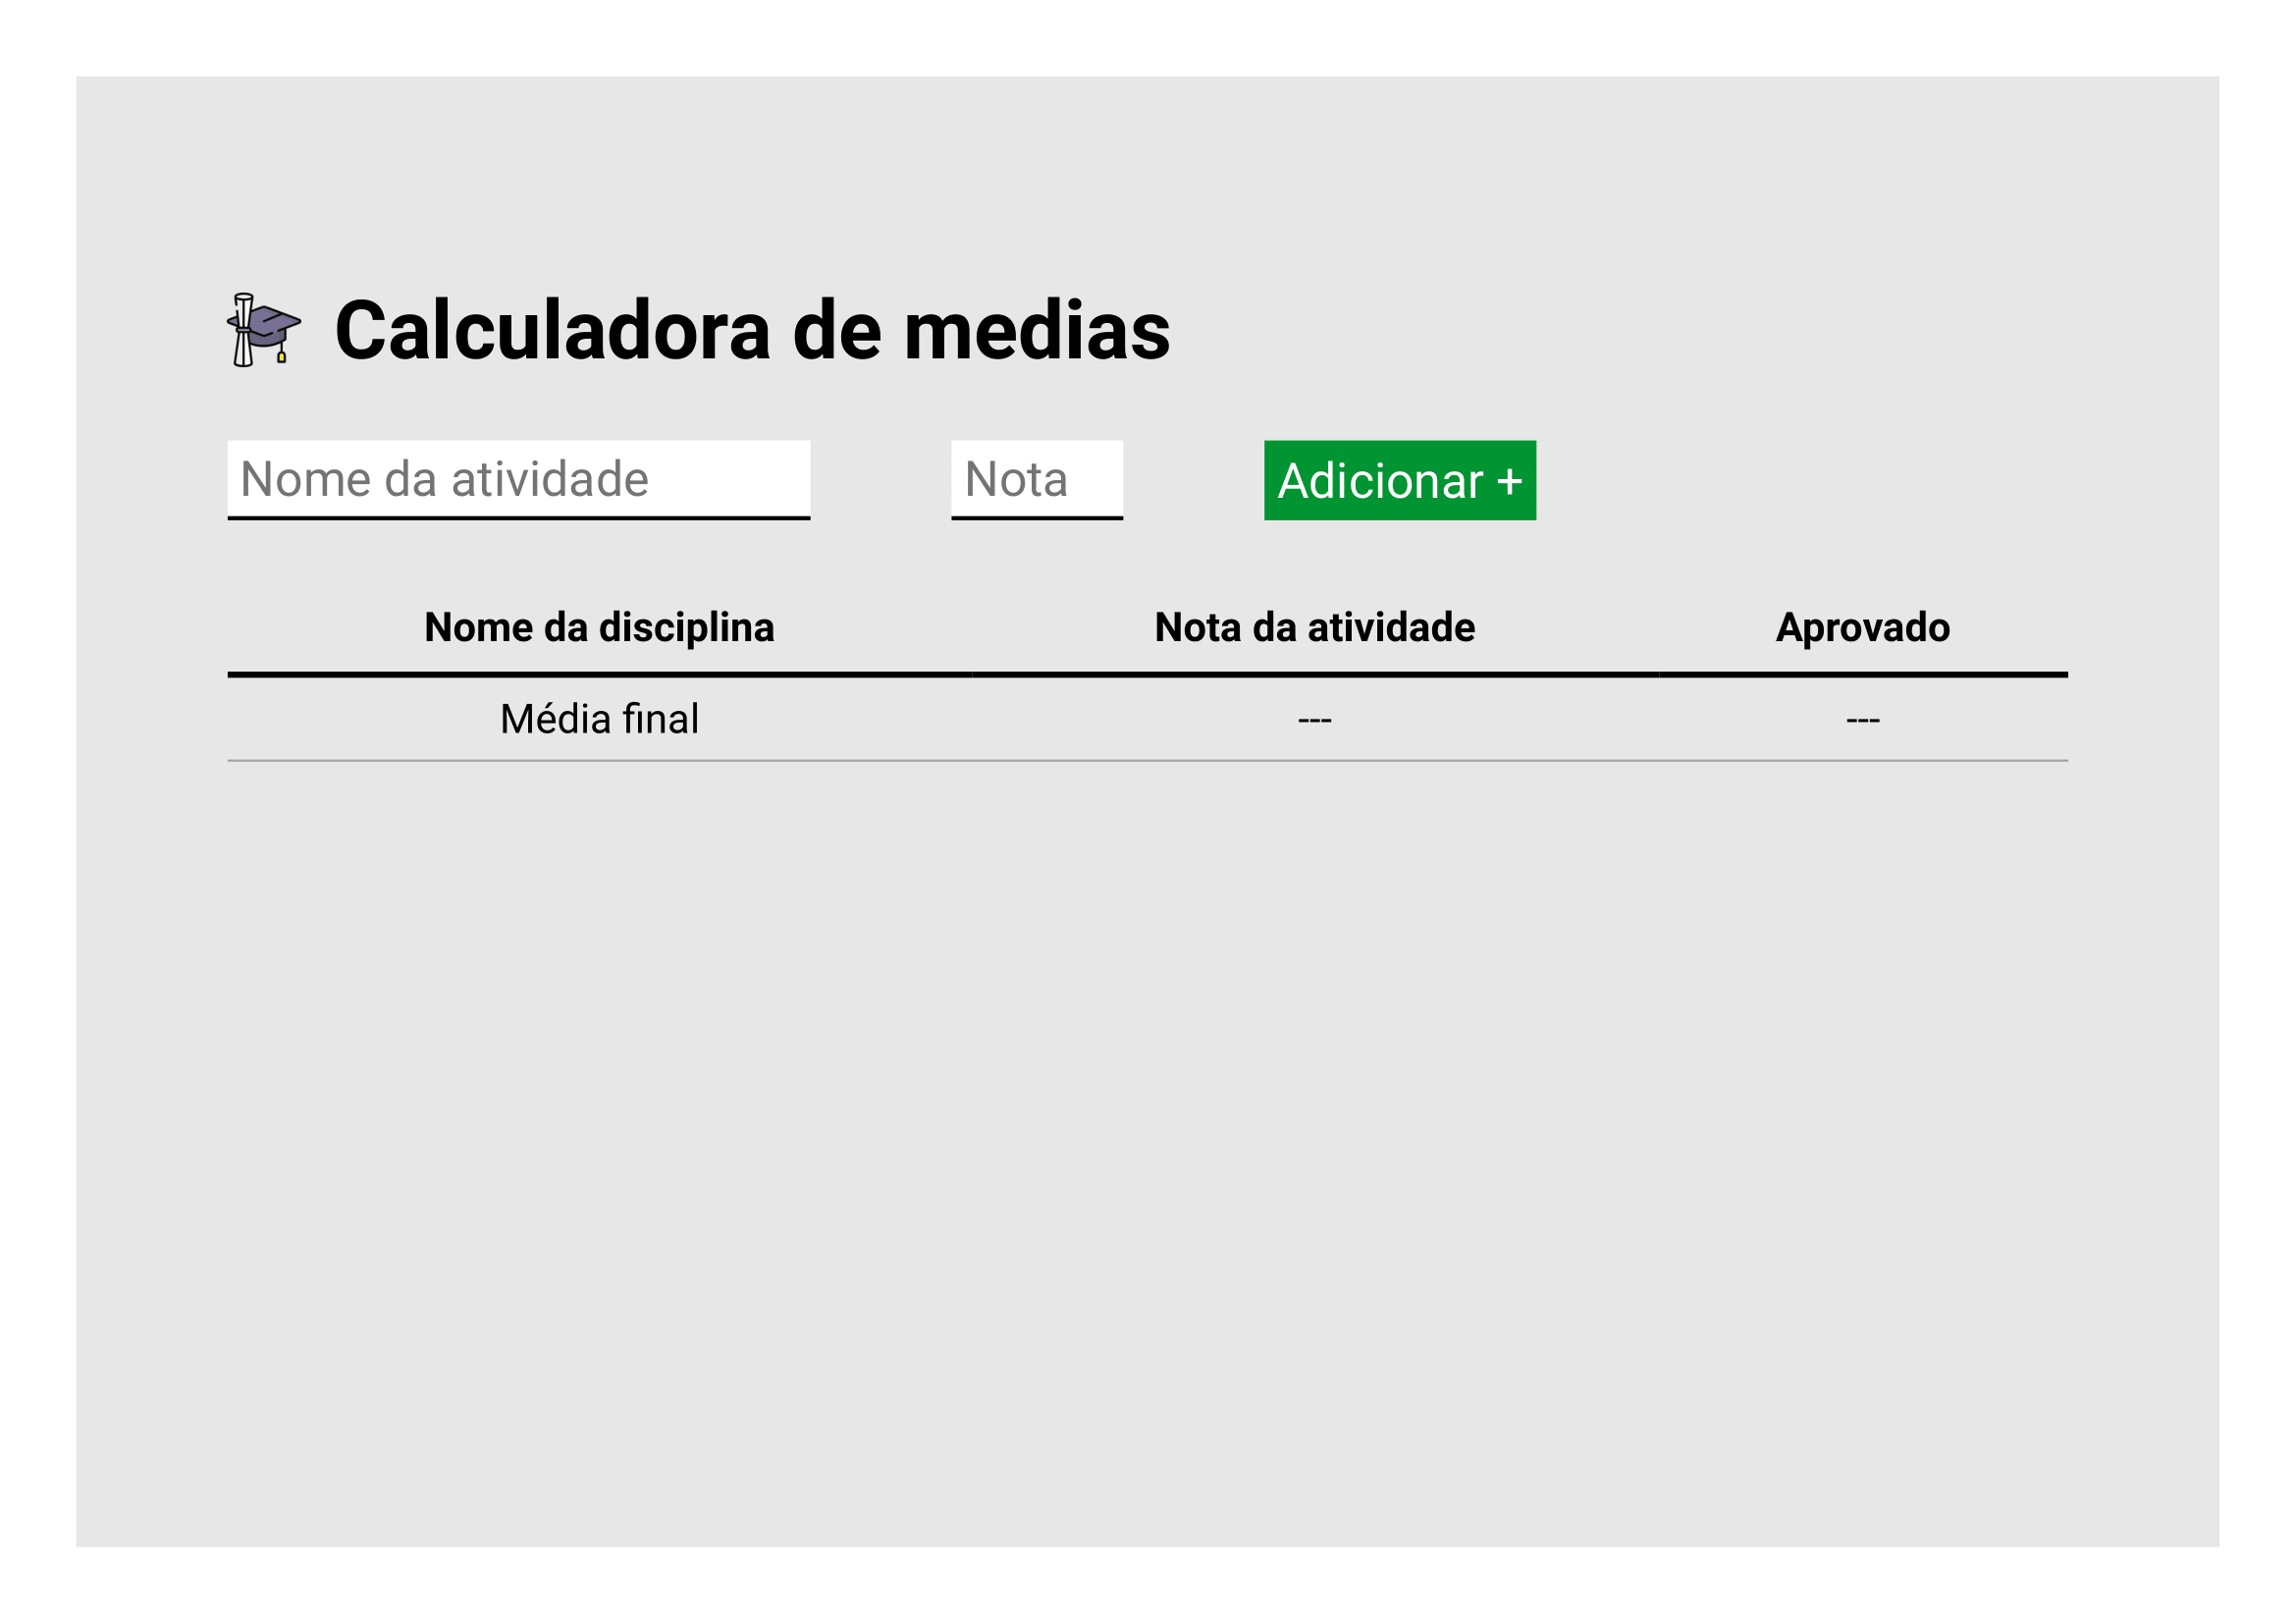 Calculadora de medias
Nome da atividade Nota Adicionar +
Nome da disciplina Nota da atividade Aprovado
Média final --- ---